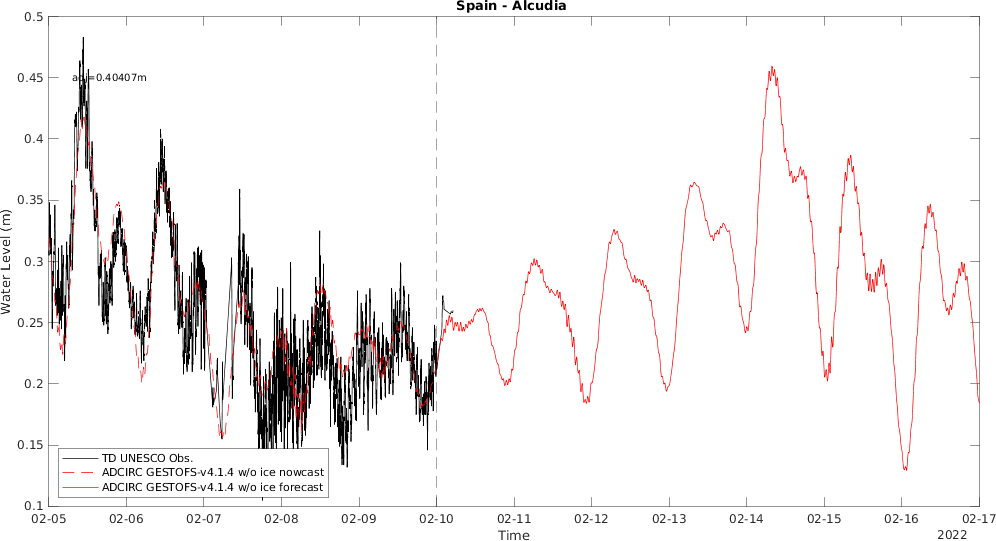 Spain - Alcudia
0.5
0.45
0.4
0.35
0.3
0.25
0.2
0.15
0.1
Water Level (m)
adj=0.40407m
TD UNESCO Obs.
ADCIRC GESTOFS-v4.1.4 w/o ice nowcast
ADCIRC GESTOFS-v4.1.4 w/o ice forecast
02-05 02-06 02-07 02-08 02-09 02-10 02-11 02-12 02-13 02-14 02-15 02-16 02-17
Time
2022